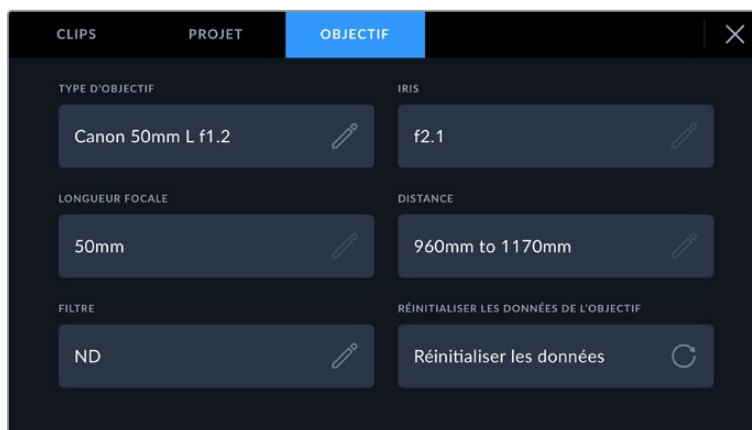 CLIPS PROJET OBJECTIF
TYPE D'OBJECTIF
Canon 50mm L f1.2
IRIS
f2.1
LONGUEUR FOCALE
50mm
DISTANCE
960mm to 1170mm
FILTRE
ND
RÉINITIALISER LES DONNÉES DE L'OBJECTIF
Réinitialiser les données